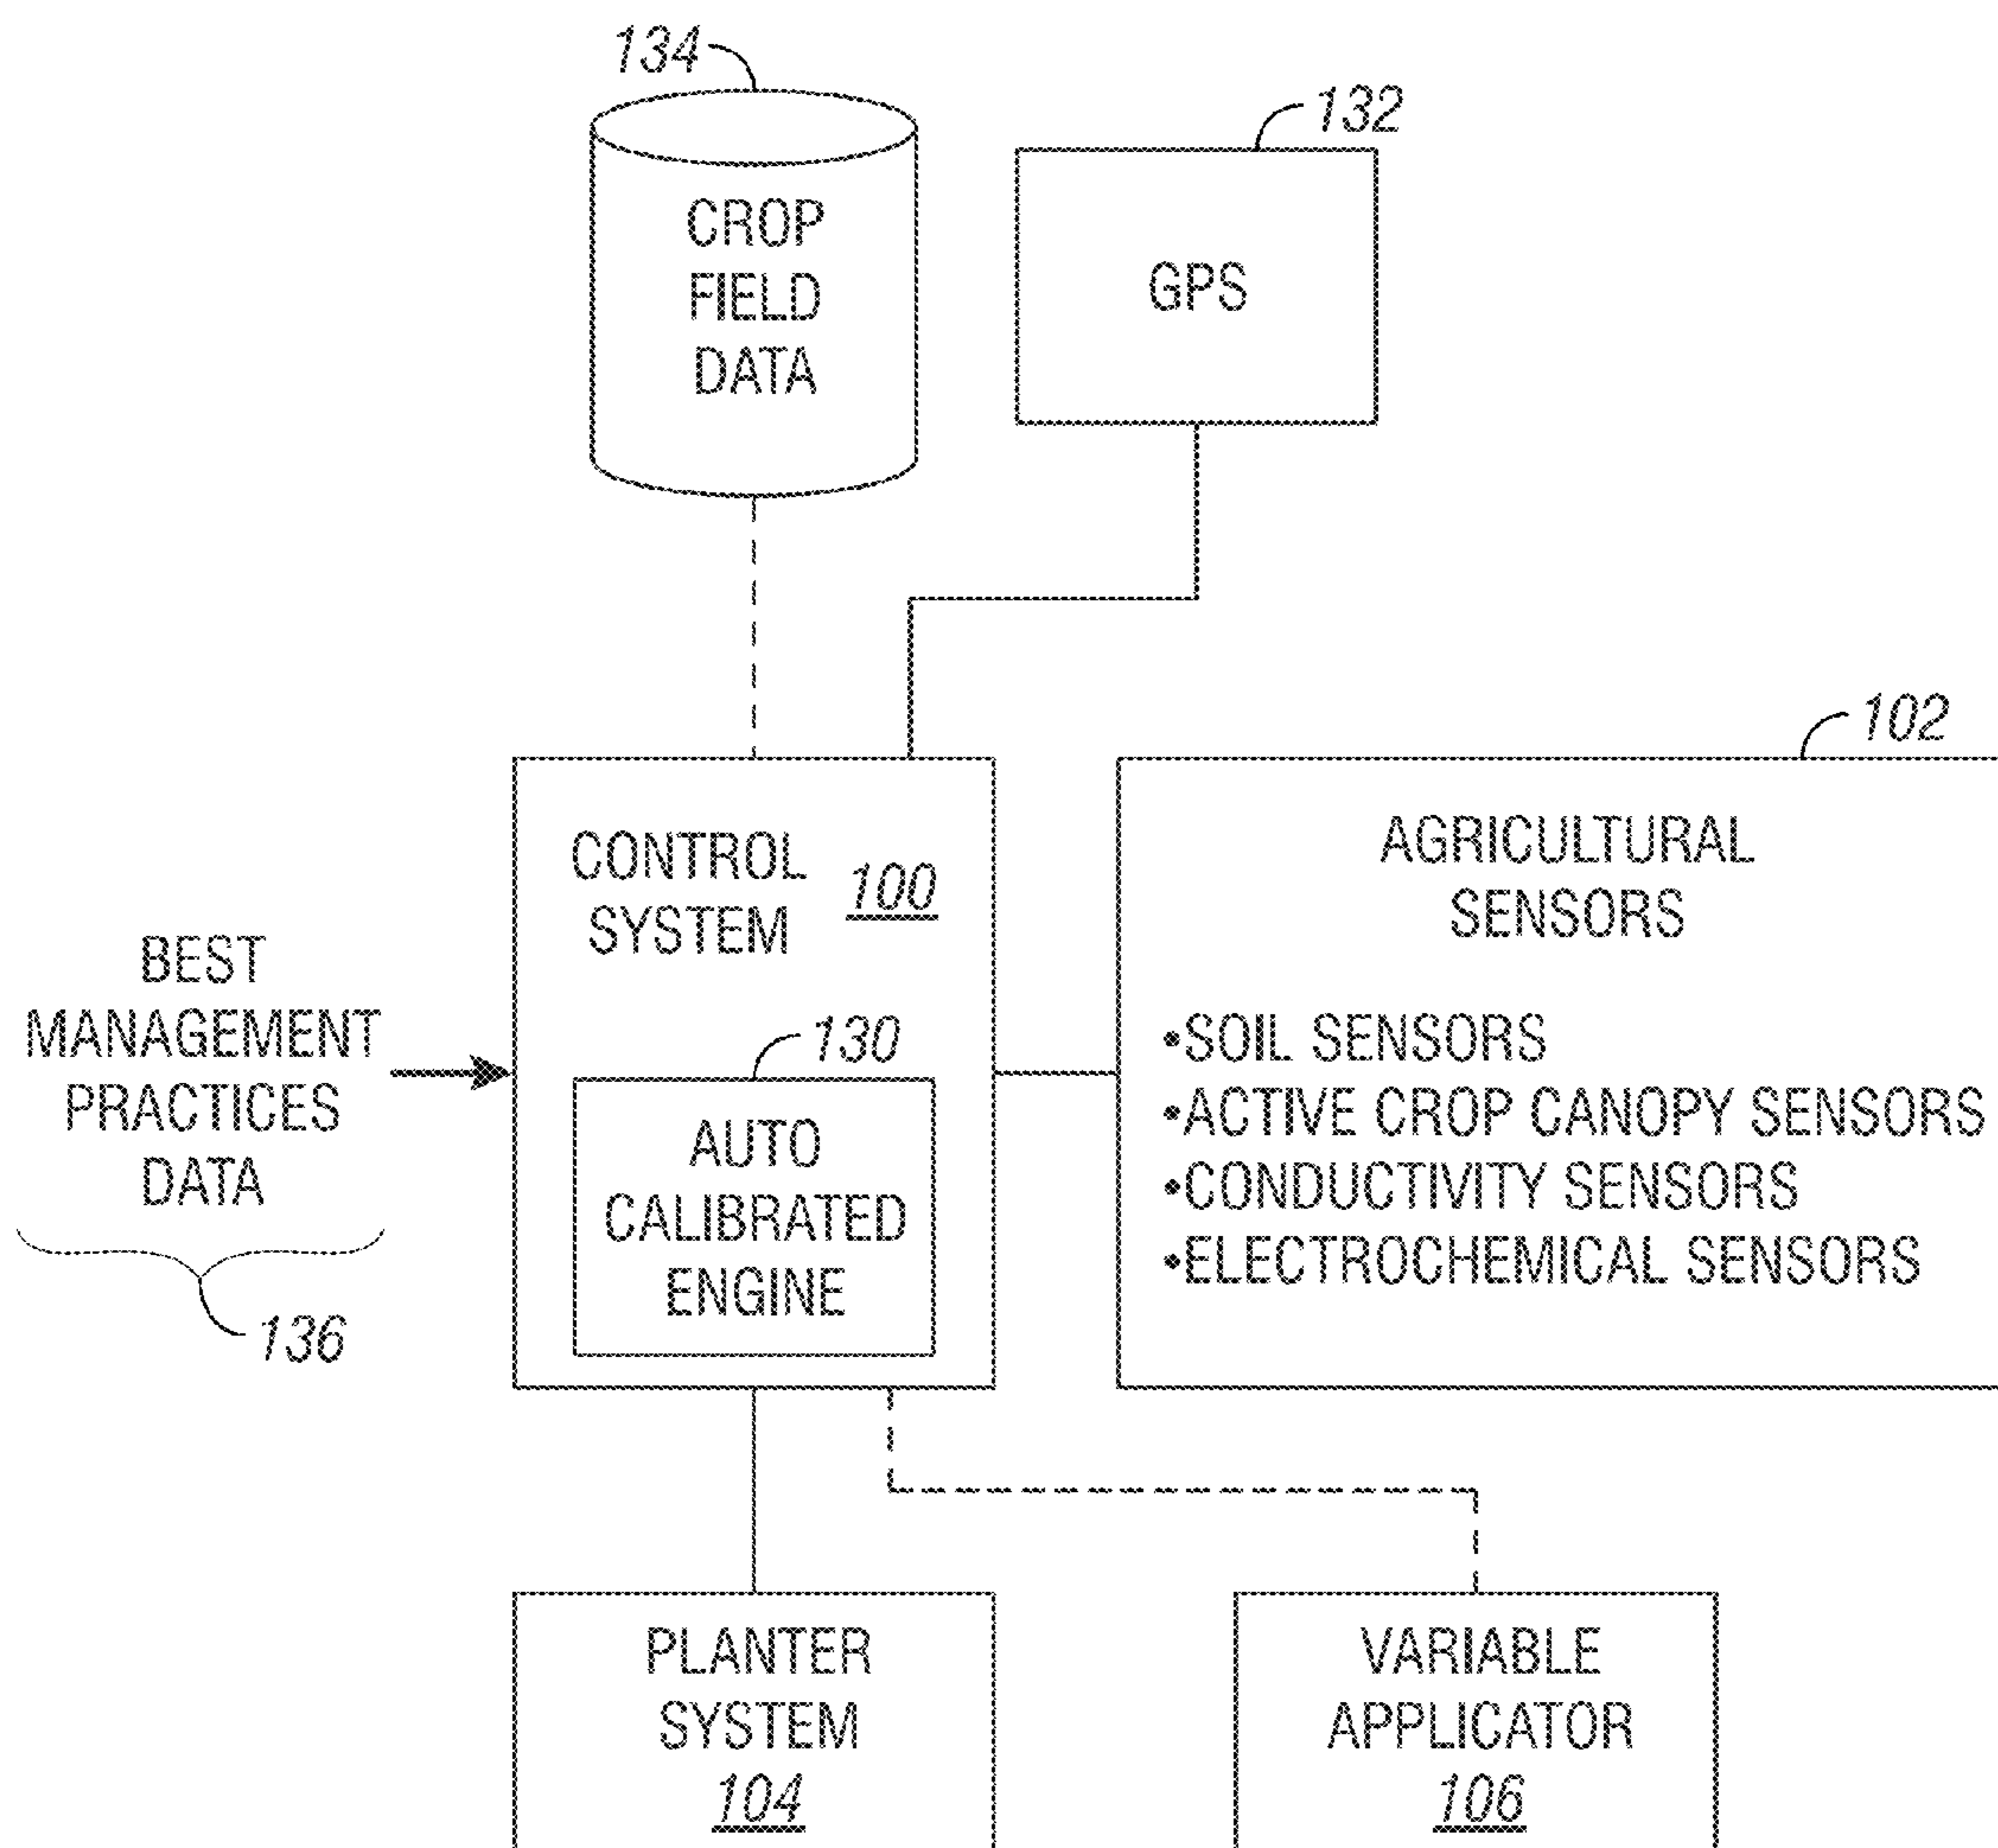 134
132
CROP
FIELD
DATA
GPS
102
CONTROL
SYSTEM 100
AGRICULTURAL
SENSORS
BEST
MANAGEMENT
PRACTICES
DATA
136
130
AUTO
CALIBRATED
ENGINE
•SOIL SENSORS
•ACTIVE CROP CANOPY SENSORS
•CONDUCTIVITY SENSORS
•ELECTROCHEMICAL SENSORS
PLANTER
SYSTEM
104
VARIABLE
APPLICATOR
106